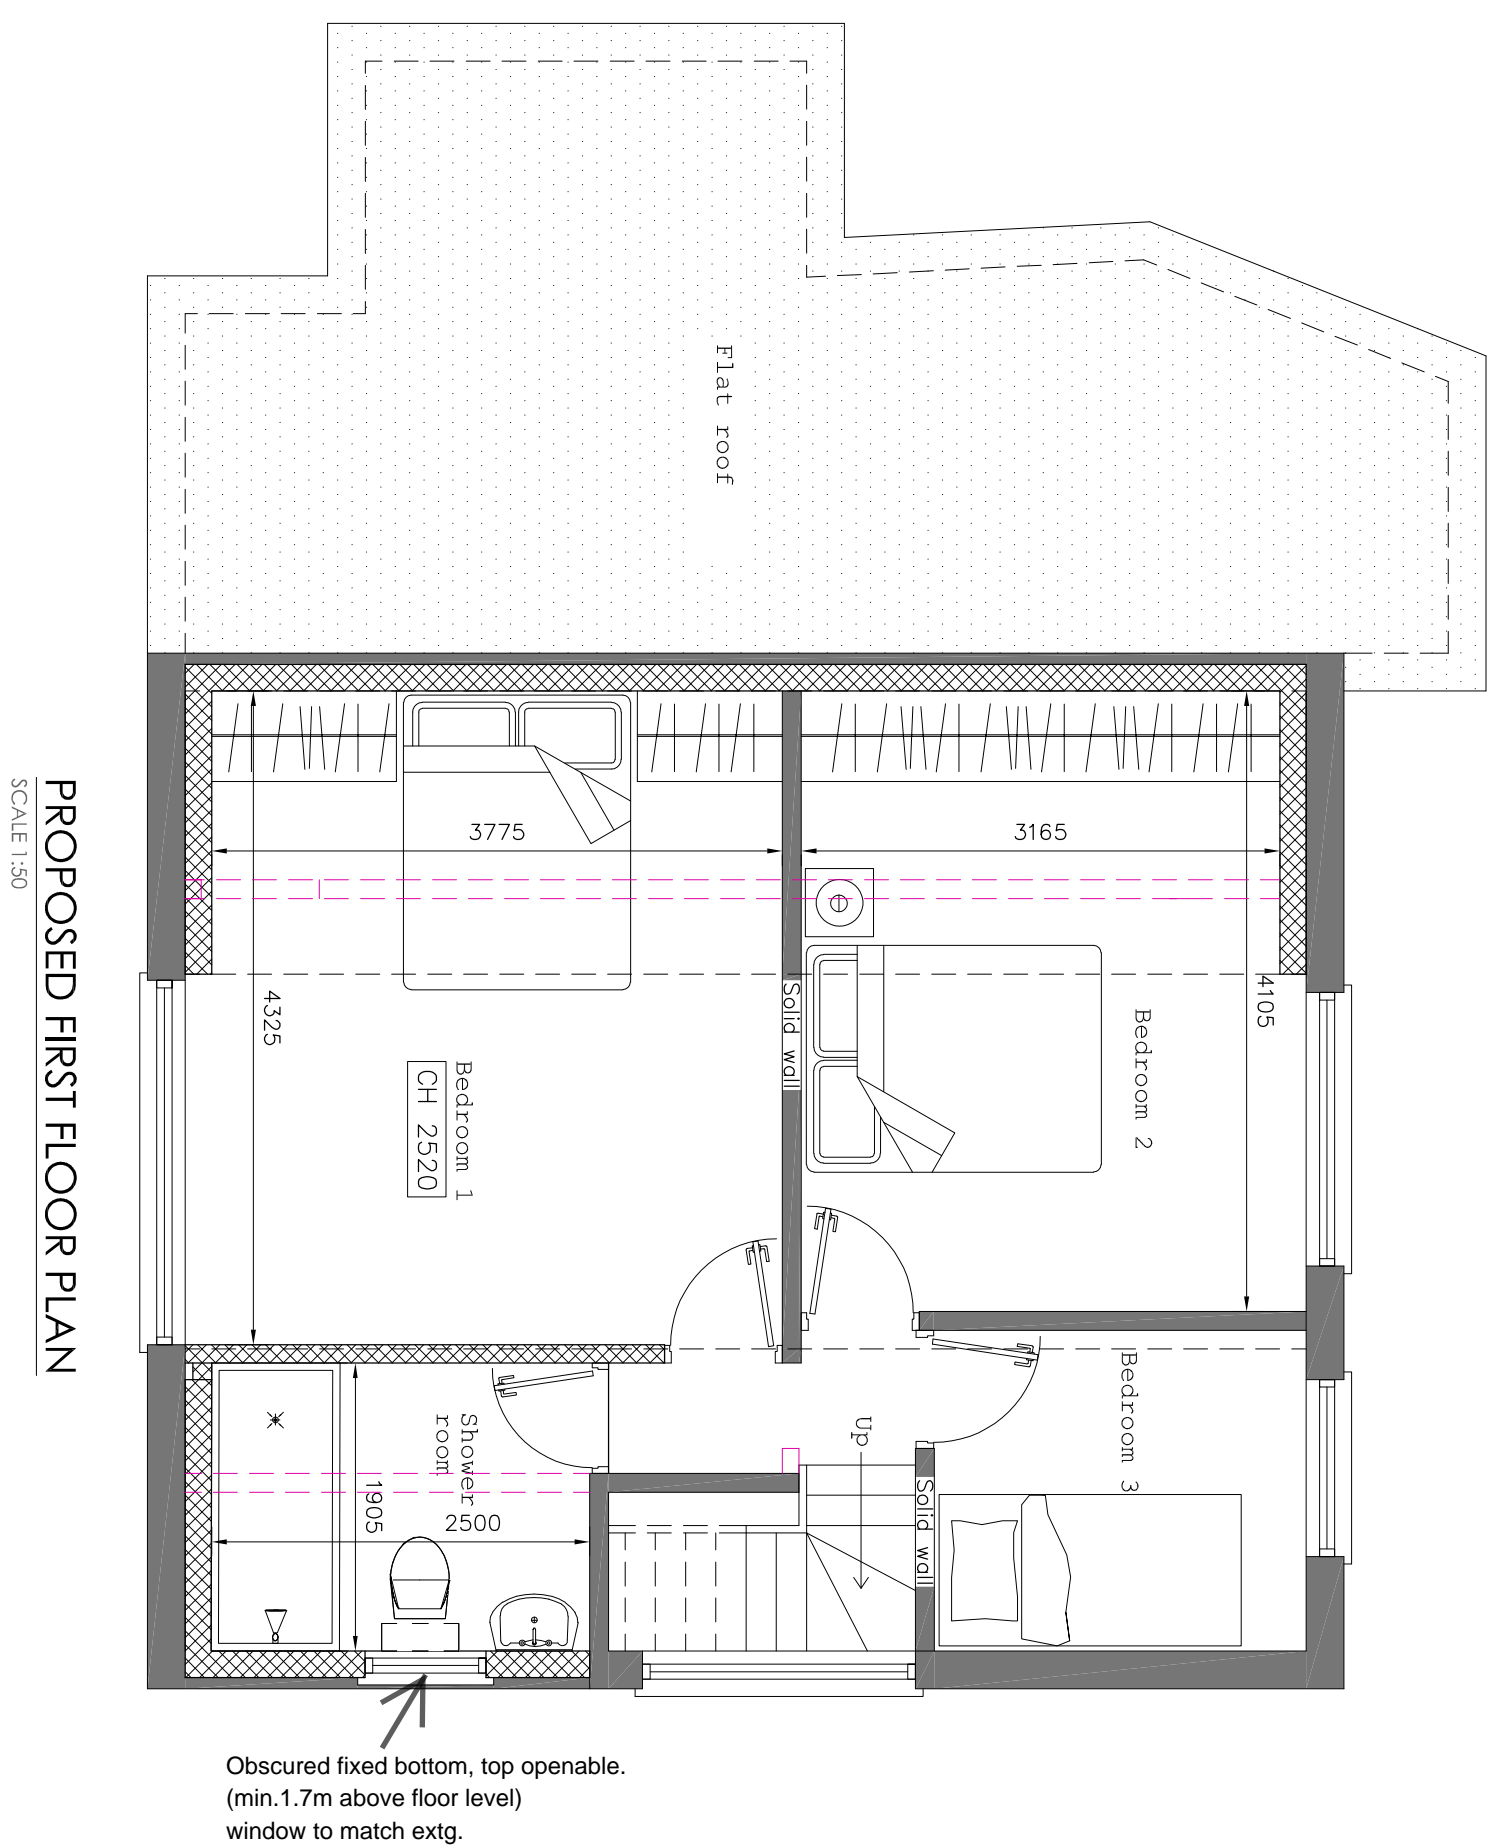 Flat roof
3775
3165
4325
4105
Solid wall
Bedroom 2
Bedroom 1
CH 2520
Bedroom 3
Up
Solid wall
Shower
room
1905
2500
PROPOSED FIRST FLOOR PLAN
SCALE 1:50
Obscured fixed bottom, top openable.
(min.1.7m above floor level)
window to match extg.